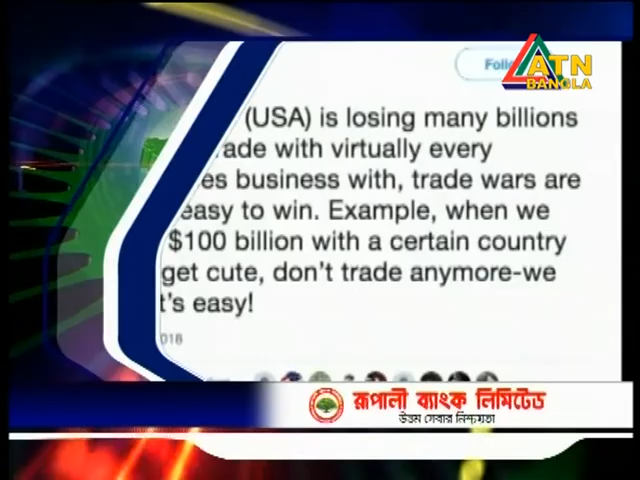 Follo
ATN
BANGLA
(USA) is losing many billions
rade with virtually every
es business with, trade wars are
easy to win. Example, when we
$100 billion with a certain country
get cute, don't trade anymore-we
t's easy!
018
রূপালী ব্যাংক লিমিটেড
উত্তম সেবার নিশ্চয়তা